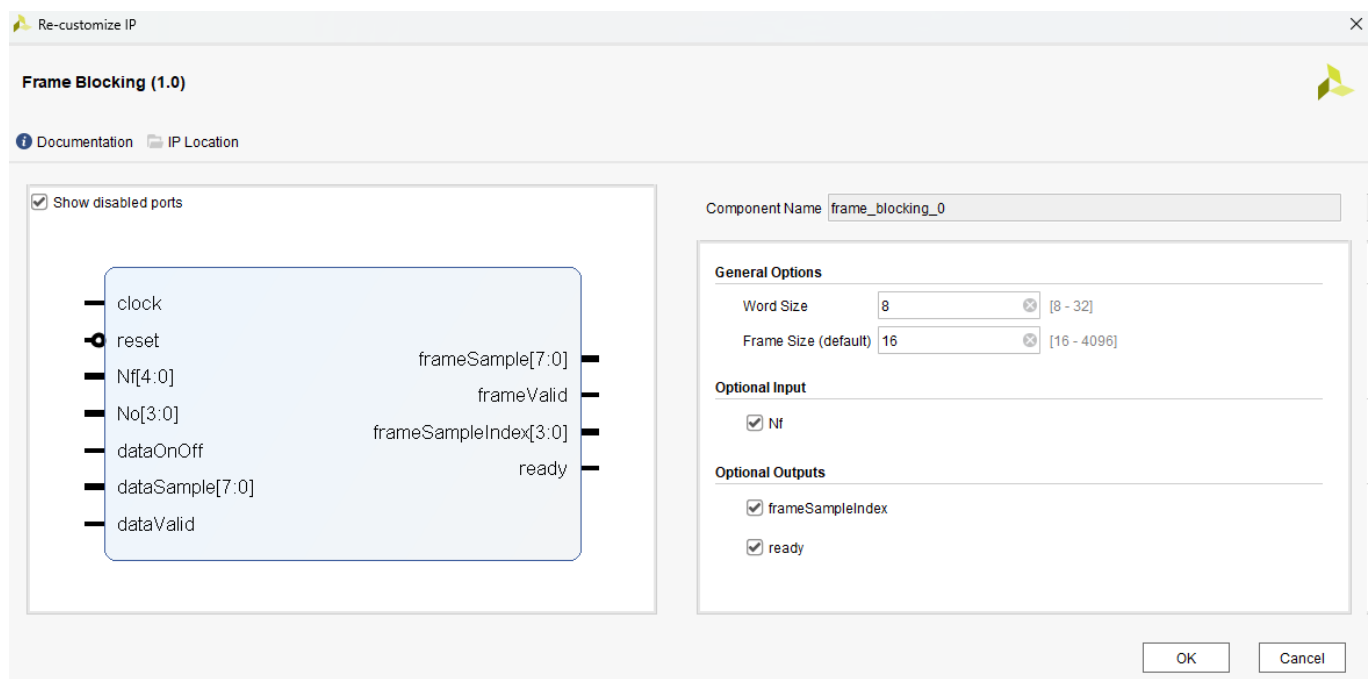 Re-customize IP
Frame Blocking (1.0)
Documentation IP Location
Show disabled ports
clock
reset
Nf[4:0]
No[3:0]
dataOnOff
dataSample[7:0]
dataValid
frameSample[7:0]
frameValid
frameSampleIndex[3:0]
ready
Component Name frame_blocking_0
General Options
Word Size 8 [8 - 32]
Frame Size (default) 16 [16 - 4096]
Optional Input
Nf
Optional Outputs
frameSampleIndex
ready
OK Cancel